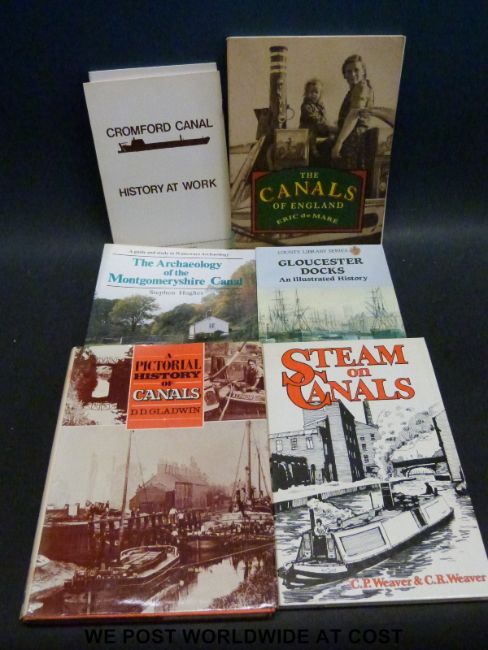 CROMFORD CANAL
HISTORY AT WORK
THE
CANALS
OF ENGLAND
ERIC de MARE
A guide and study in Waterways Archaeology
The Archaeology
of the
Montgomeryshire Canal
Stephen Hughes
COUNTY LIBRARY SERIES
GLOUCESTER
DOCKS
An Illustrated History
A
PICTORIAL
HISTORY
OF
CANALS
D D GLADWIN
STEAM
on
CANALS
C.P. Weaver & C.R. Weaver
WE POST WORLDWIDE AT COST